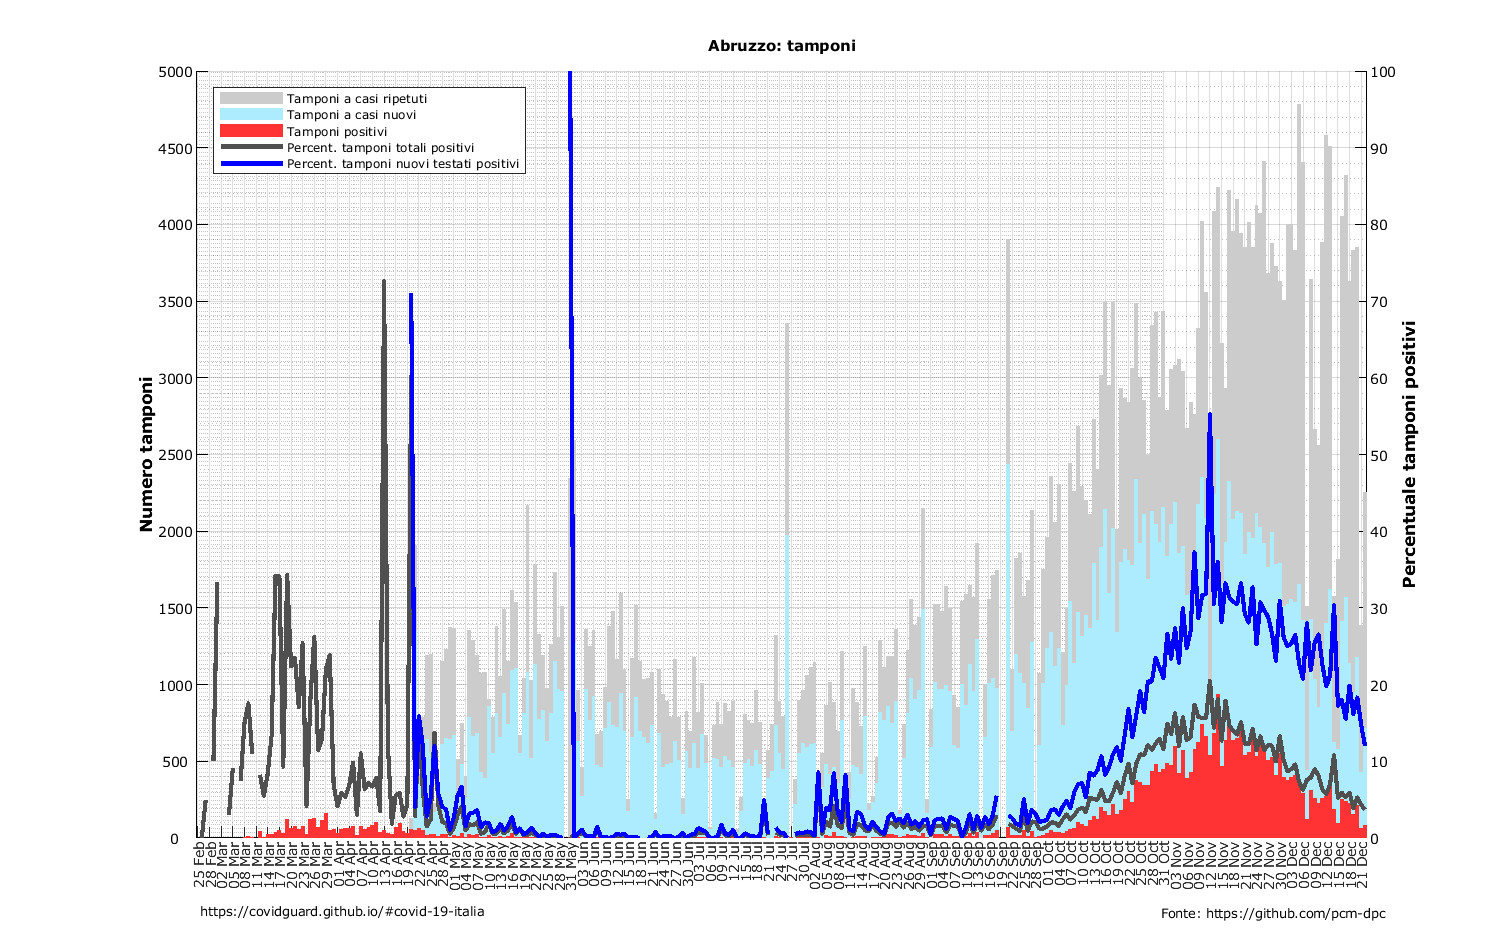 Abruzzo: tamponi
Tamponi a casi ripetuti
Tamponi a casi nuovi
Tamponi positivi
Percent. tamponi totali positivi
Percent. tamponi nuovi testati positivi
Numero tamponi
5000
4500
4000
3500
3000
2500
2000
1500
1000
500
0
Percentuale tamponi positivi
100
90
80
70
60
50
40
30
20
10
0
25 Feb
28 Feb
02 Mar
05 Mar
08 Mar
11 Mar
14 Mar
17 Mar
20 Mar
23 Mar
26 Mar
29 Mar
01 Apr
04 Apr
07 Apr
10 Apr
13 Apr
16 Apr
19 Apr
22 Apr
25 Apr
28 Apr
01 May
04 May
07 May
10 May
13 May
16 May
19 May
22 May
25 May
28 May
31 May
03 Jun
06 Jun
09 Jun
12 Jun
15 Jun
18 Jun
21 Jun
24 Jun
27 Jun
30 Jun
03 Jul
06 Jul
09 Jul
12 Jul
15 Jul
18 Jul
21 Jul
24 Jul
27 Jul
30 Jul
02 Aug
05 Aug
08 Aug
11 Aug
14 Aug
17 Aug
20 Aug
23 Aug
26 Aug
29 Aug
01 Sep
04 Sep
07 Sep
10 Sep
13 Sep
16 Sep
19 Sep
22 Sep
25 Sep
28 Sep
01 Oct
04 Oct
07 Oct
10 Oct
13 Oct
16 Oct
19 Oct
22 Oct
25 Oct
28 Oct
31 Oct
03 Nov
06 Nov
09 Nov
12 Nov
15 Nov
18 Nov
21 Nov
24 Nov
27 Nov
30 Nov
03 Dec
06 Dec
09 Dec
12 Dec
15 Dec
18 Dec
21 Dec
https://covidguard.github.io/#covid-19-italia
Fonte: https://github.com/pcm-dpc